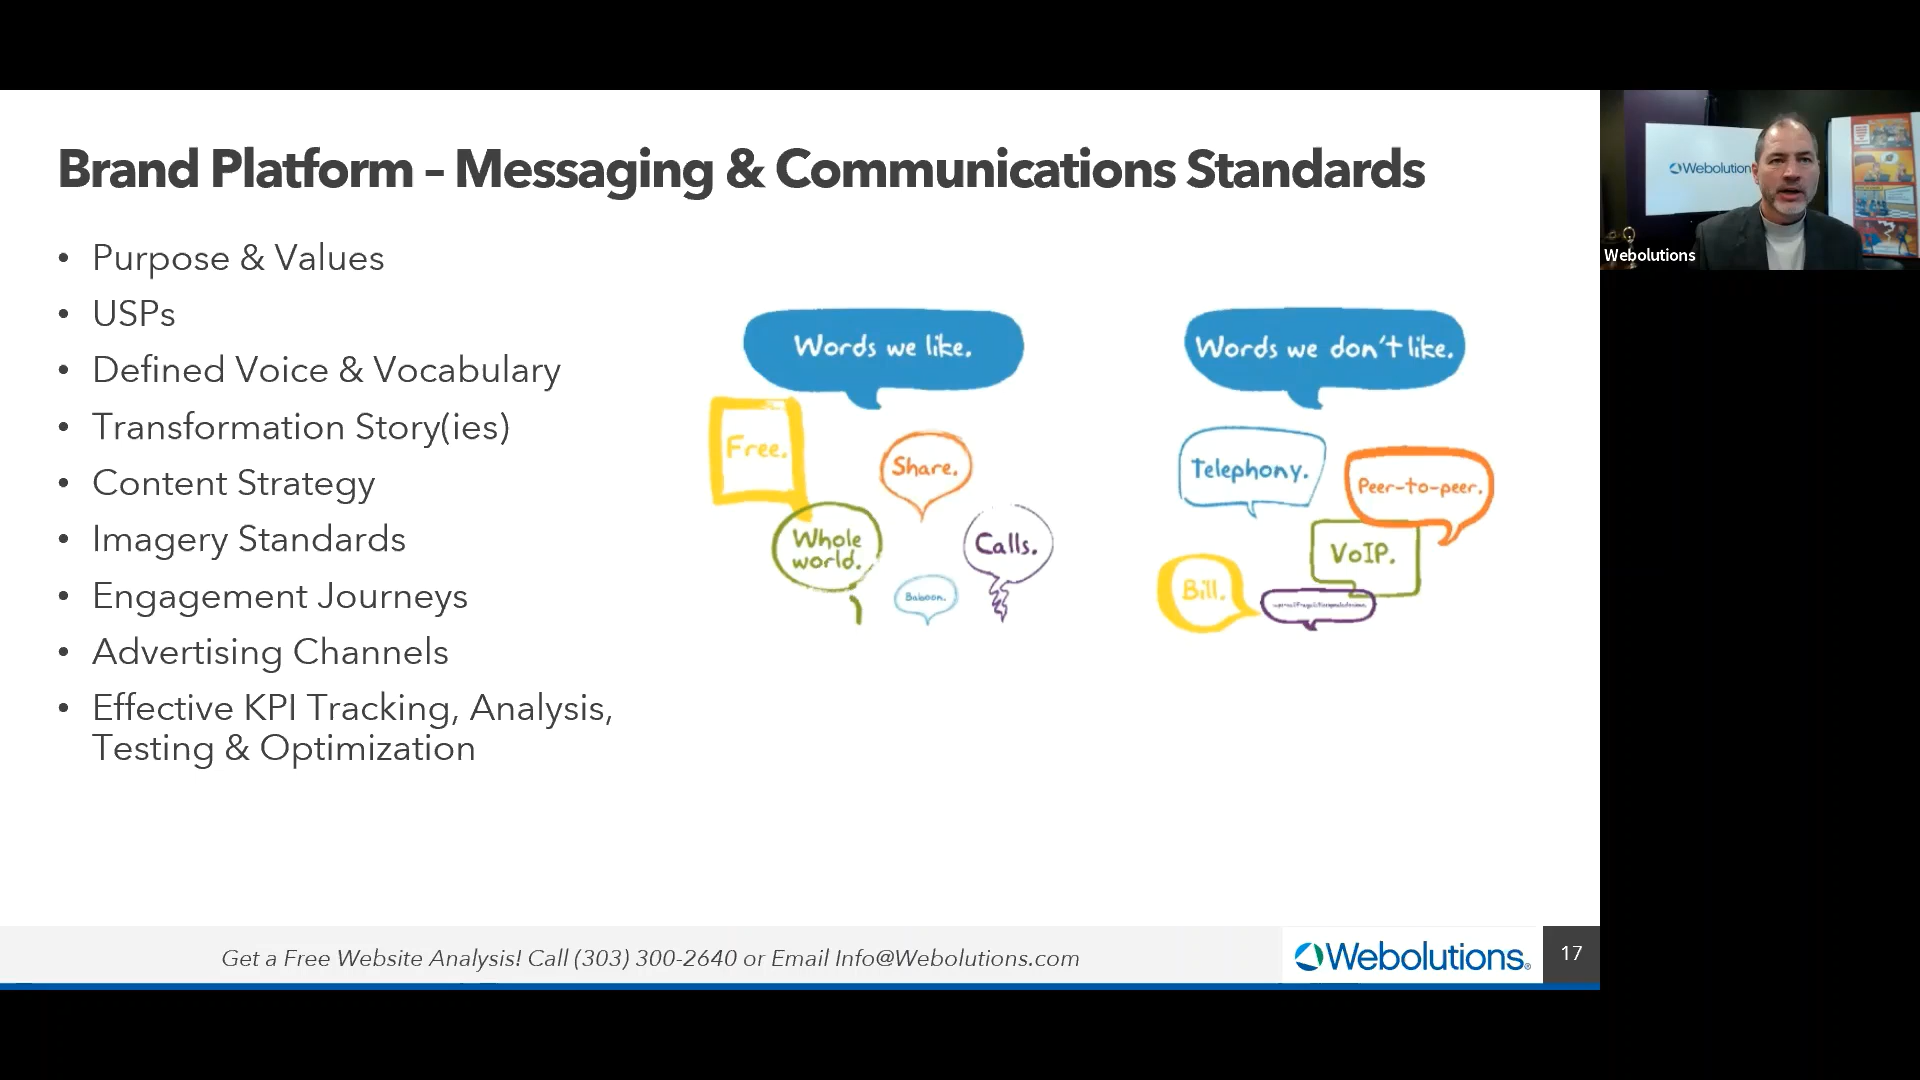 Brand Platform – Messaging & Communications Standards
• Purpose & Values
• USPs
• Defined Voice & Vocabulary
• Transformation Story(ies)
• Content Strategy
• Imagery Standards
• Engagement Journeys
• Advertising Channels
• Effective KPI Tracking, Analysis,
Testing & Optimization
Words we like.
Free.
Share.
Whole
world.
Calls.
Baboon.
Words we don't like.
Telephony.
Peer-to-peer.
VoIP.
Bill.
Webolution
Webolutions
Get a Free Website Analysis! Call (303) 300-2640 or Email Info@Webolutions.com
Webolutions®
17